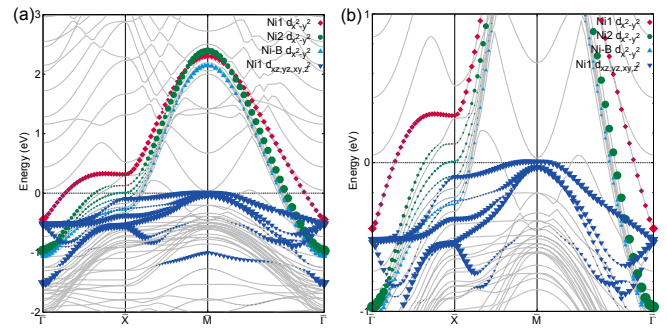 (a)
Ni1 dx²-y²
Ni2 dx²-y²
Ni-B dx²-y²
Ni1 dxz,yz,xy,z²
Energy (eV)
3
2
1
0
-1
-2
Γ̄ X̄ M̄ Γ̄
(b)
Ni1 dx²-y²
Ni2 dx²-y²
Ni-B dx²-y²
Ni1 dxz,yz,xy,z²
Energy (eV)
1
0
-1
Γ̄ X̄ M̄ Γ̄